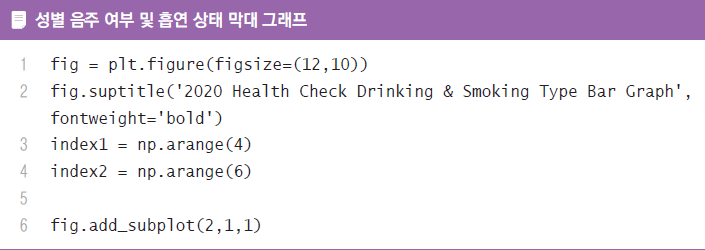 성별 음주 여부 및 흡연 상태 막대 그래프
1 fig = plt.figure(figsize=(12,10))
2 fig.suptitle('2020 Health Check Drinking & Smoking Type Bar Graph',
fontweight='bold')
3 index1 = np.arange(4)
4 index2 = np.arange(6)
5
6 fig.add_subplot(2,1,1)